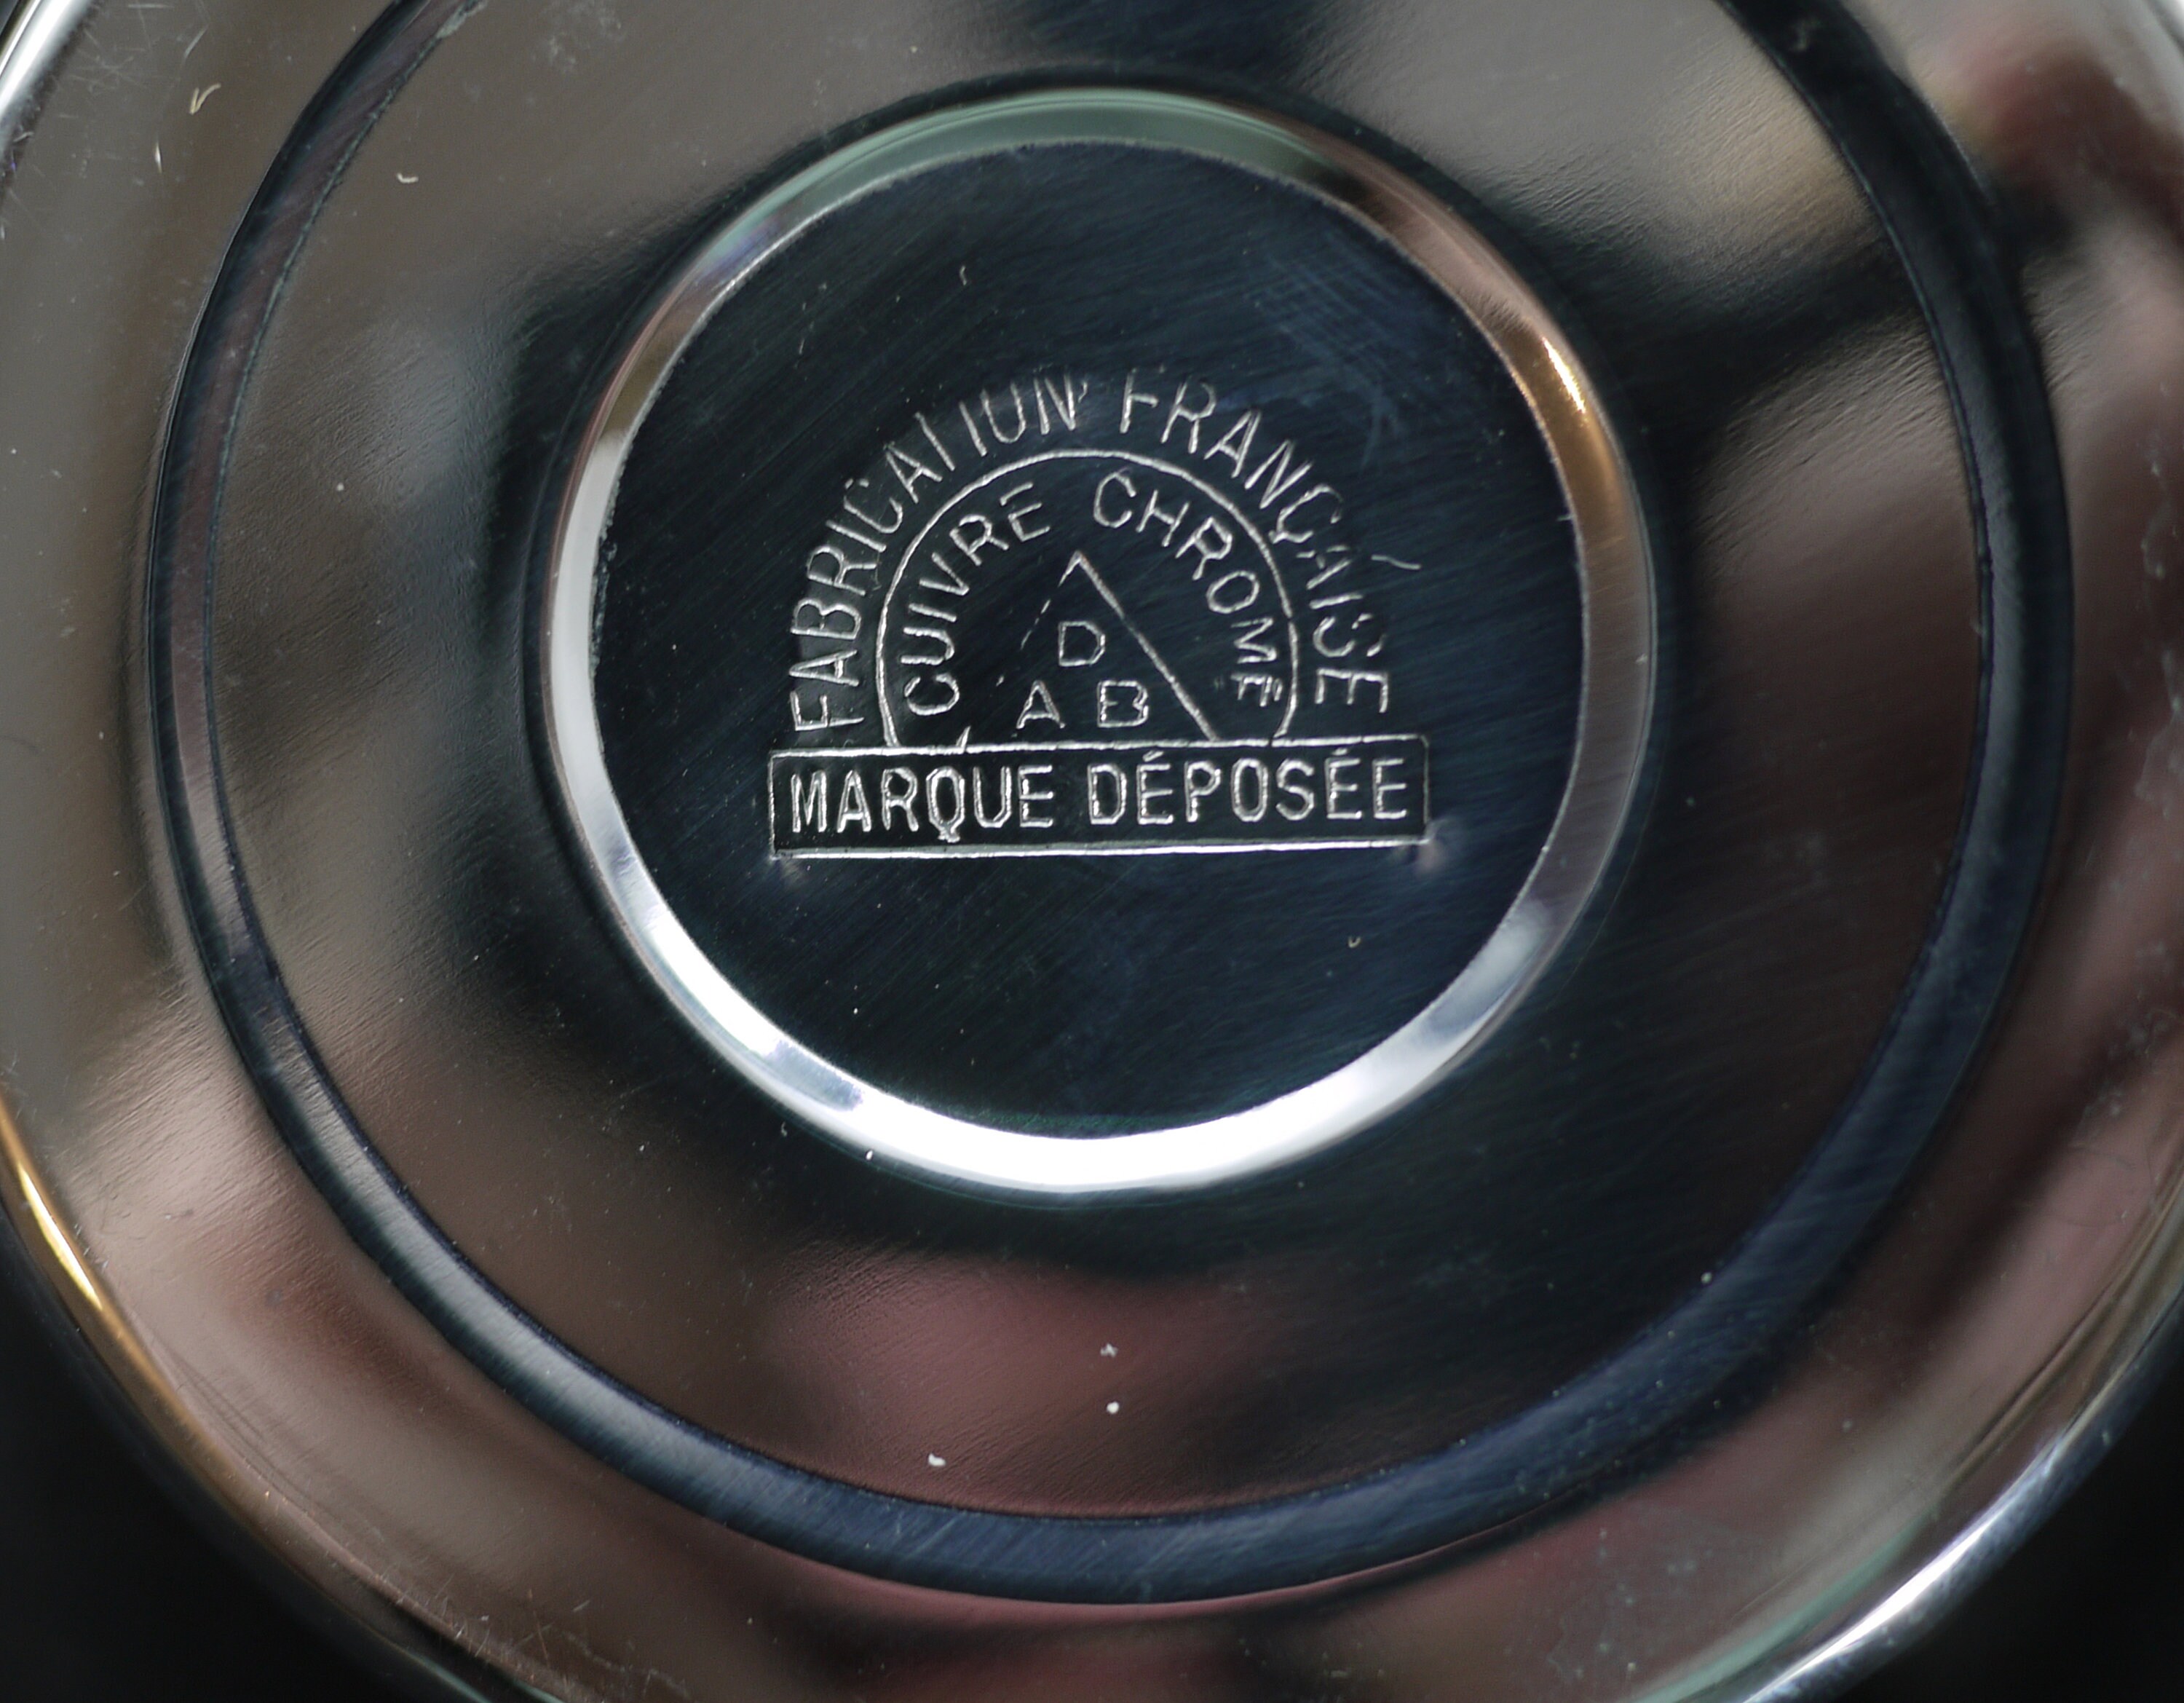 FABRICATION FRANÇAISE
CUIVRE CHROMÉ
D
A B
MARQUE DÉPOSÉE